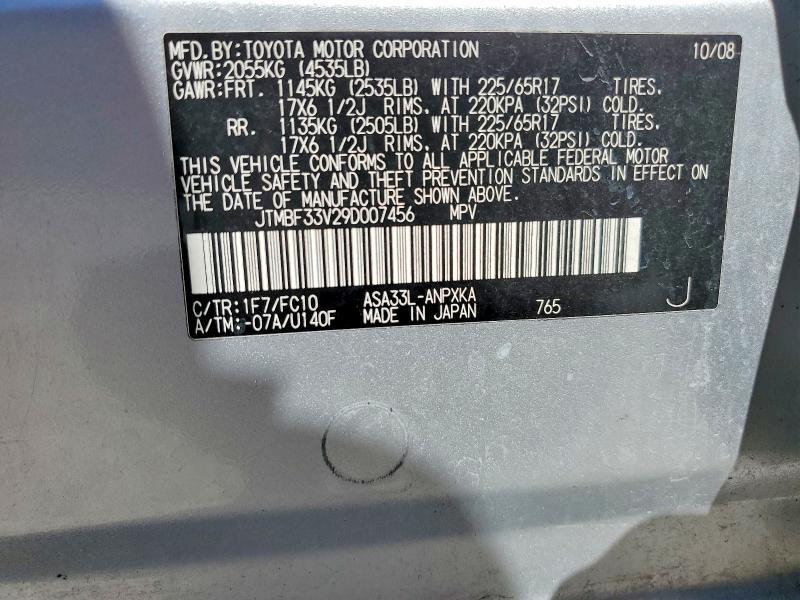 MFD.BY:TOYOTA MOTOR CORPORATION 10/08
GVWR:2055KG (4535LB)
GAWR:FRT. 1145KG (2535LB) WITH 225/65R17 TIRES.
17X6 1/2J RIMS. AT 220KPA (32PSI) COLD.
RR. 1135KG (2505LB) WITH 225/65R17 TIRES.
17X6 1/2J RIMS. AT 220KPA (32PSI) COLD.
THIS VEHICLE CONFORMS TO ALL APPLICABLE FEDERAL MOTOR
VEHICLE SAFETY AND THEFT PREVENTION STANDARDS IN EFFECT ON
THE DATE OF MANUFACTURE SHOWN ABOVE.
JTMBF33V29D007456 MPV
C/TR:1F7/FC10 ASA33L-ANPXKA 765 J
A/TM:-07A/U140F MADE IN JAPAN